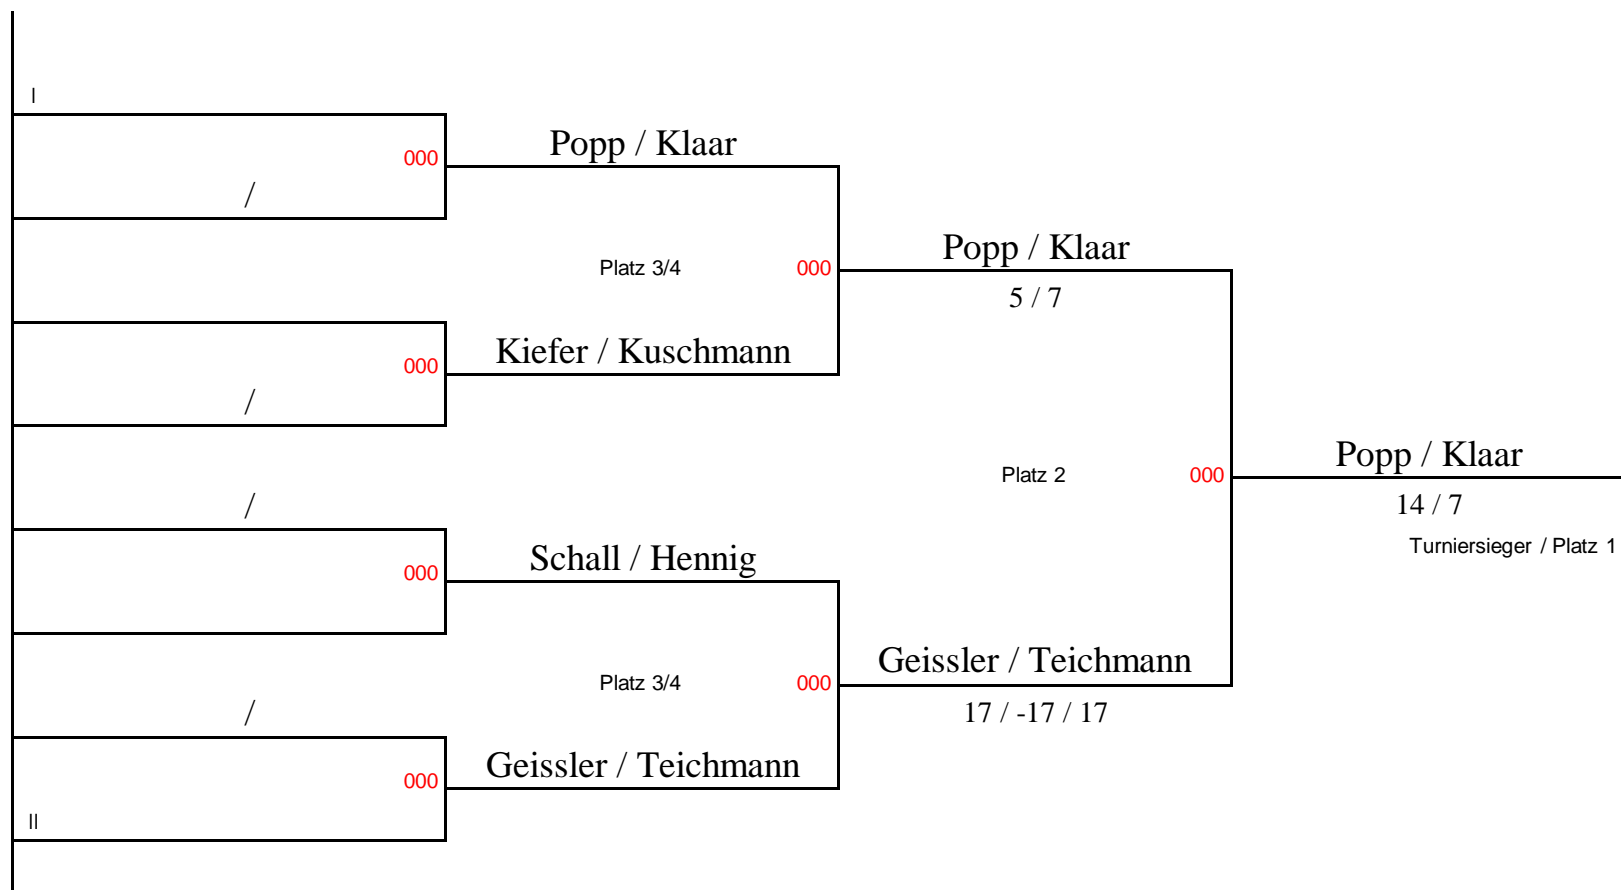 I
Popp / Klaar
000
/
Popp / Klaar
Platz 3/4
000
5 / 7
Kiefer / Kuschmann
000
/
Popp / Klaar
Platz 2
000
14 / 7
/
Turniersieger / Platz 1
Schall / Hennig
000
Geissler / Teichmann
Platz 3/4
000
17 / -17 / 17
/
Geissler / Teichmann
000
II